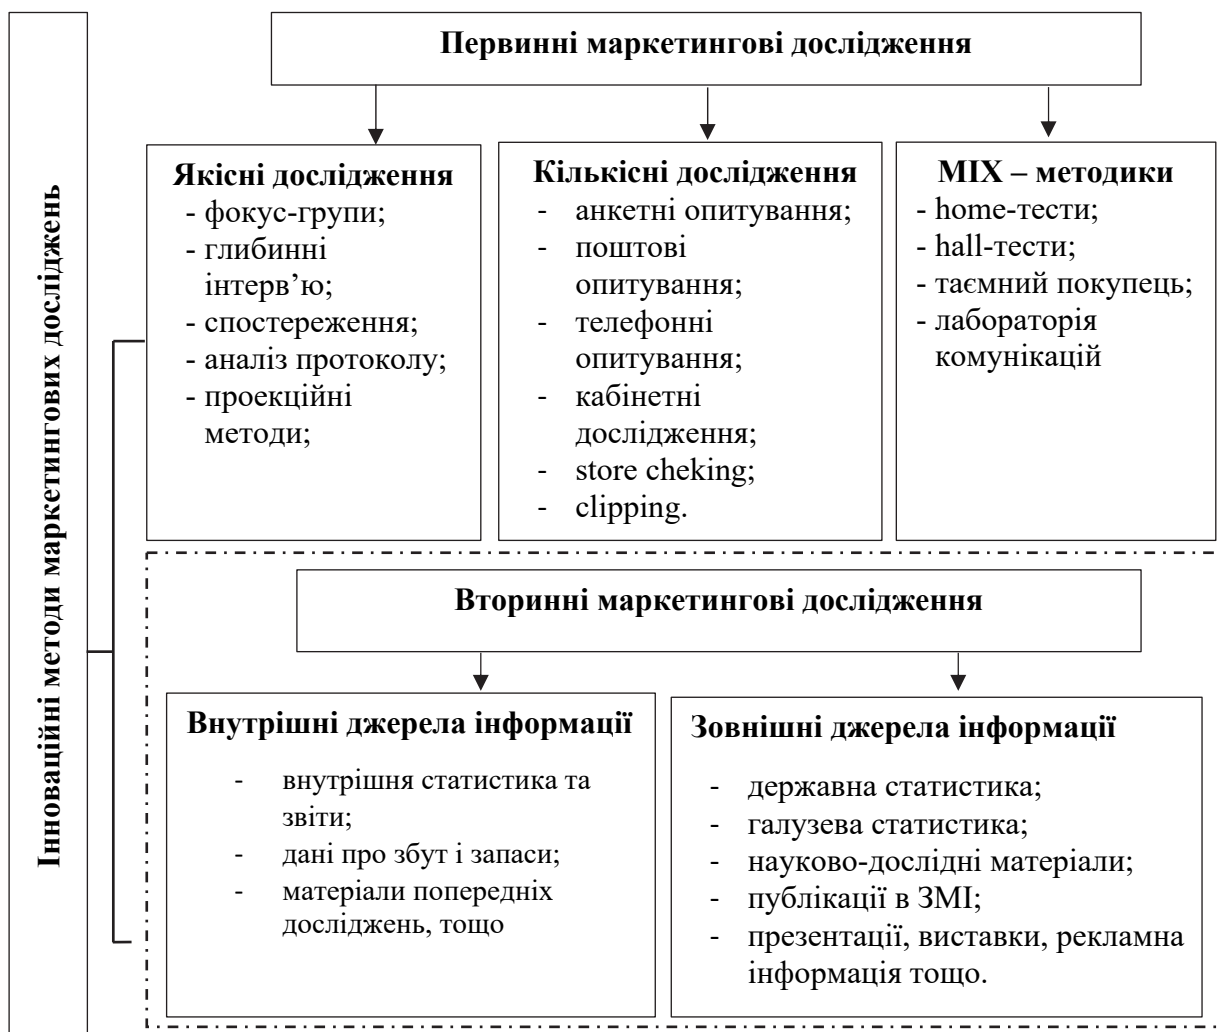 Інноваційні методи маркетингових досліджень
Первинні маркетингові дослідження
Якісні дослідження
- фокус-групи;
- глибинні
інтерв’ю;
- спостереження;
- аналіз протоколу;
- проекційні
методи;
Кількісні дослідження
- анкетні опитування;
- поштові
опитування;
- телефонні
опитування;
- кабінетні
дослідження;
- store cheking;
- clipping.
MIX – методики
- home-тести;
- hall-тести;
- таємний покупець;
- лабораторія
комунікацій
Вторинні маркетингові дослідження
Внутрішні джерела інформації
- внутрішня статистика та
звіти;
- дані про збут і запаси;
- матеріали попередніх
досліджень, тощо
Зовнішні джерела інформації
- державна статистика;
- галузева статистика;
- науково-дослідні матеріали;
- публікації в ЗМІ;
- презентації, виставки, рекламна
інформація тощо.